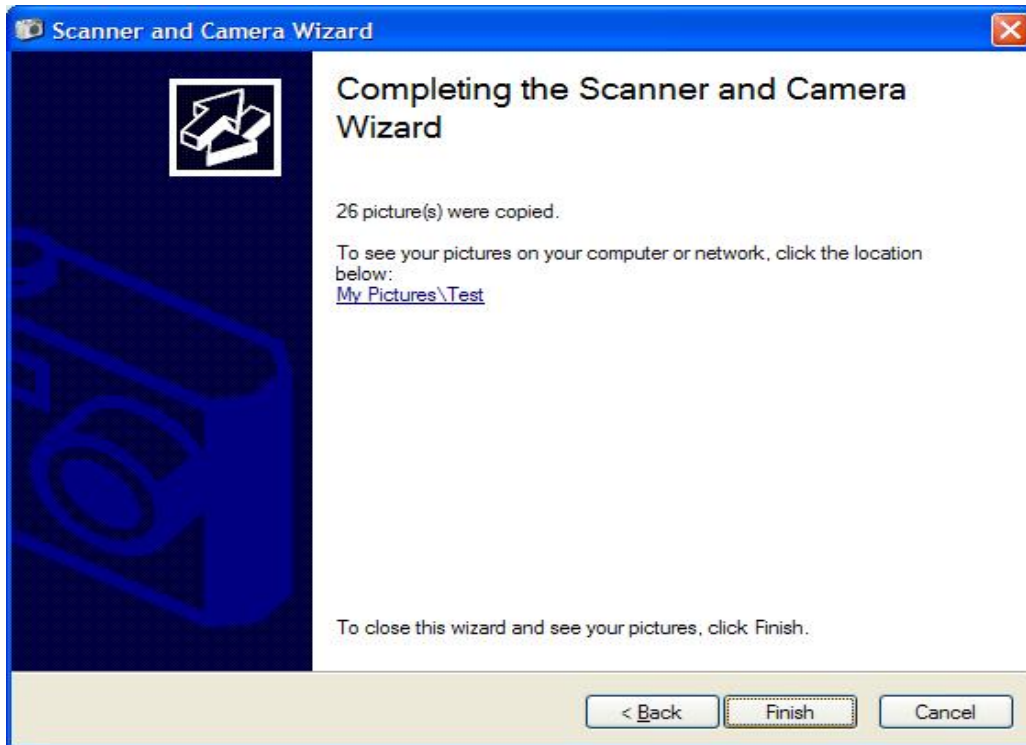 Scanner and Camera Wizard
Completing the Scanner and Camera
Wizard
26 picture(s) were copied.
To see your pictures on your computer or network, click the location
below:
My Pictures\Test
To close this wizard and see your pictures, click Finish.
< Back Finish Cancel